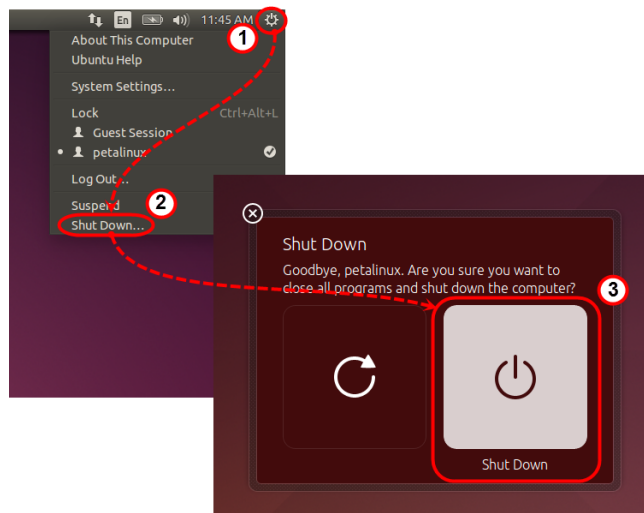 En 11:45 AM
1
About This Computer
Ubuntu Help
System Settings...
Lock Ctrl+Alt+L
Guest Session
petalinux
Log Out...
Suspend
2
Shut Down...
Shut Down
Goodbye, petalinux. Are you sure you want to
close all programs and shut down the computer?
3
Shut Down